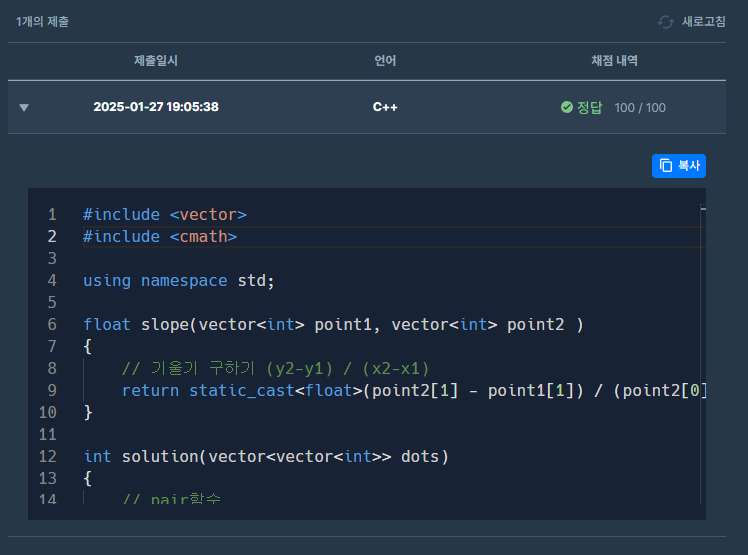 1개의 제출
새로고침
제출일시 언어 채점 내역
2025-01-27 19:05:38 C++ 정답 100 / 100
복사
1 #include <vector>
2 #include <cmath>
3
4 using namespace std;
5
6 float slope(vector<int> point1, vector<int> point2 )
7 {
8 // 기울기 구하기 (y2-y1) / (x2-x1)
9 return static_cast<float>(point2[1] - point1[1]) / (point2[0]
10 }
11
12 int solution(vector<vector<int>> dots)
13 {
14 // pair함수